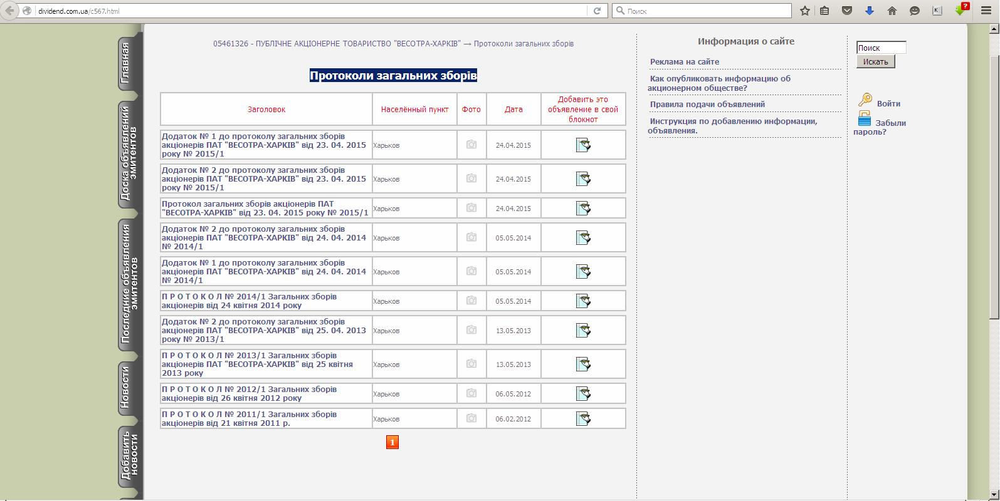 dividend.com.ua/c567.html
Поиск
?
K
Главная
Доска объявлений
эмитентов
Последние объявления
эмитентов
Новости
Добавить
новости
05461326 - ПУБЛІЧНЕ АКЦІОНЕРНЕ ТОВАРИСТВО "ВЕСОТРА-ХАРКІВ" → Протоколи загальних зборів
Протоколи загальних зборів
Заголовок
Населённый пункт
Фото
Дата
Добавить это
объявление в свой
блокнот
Додаток № 1 до протоколу загальних зборів
акціонерів ПАТ "ВЕСОТРА-ХАРКІВ" від 23. 04. 2015
року № 2015/1
Харьков
24.04.2015
Додаток № 2 до протоколу загальних зборів
акціонерів ПАТ "ВЕСОТРА-ХАРКІВ" від 23. 04. 2015
року № 2015/1
Харьков
24.04.2015
Протокол загальних зборів акціонерів ПАТ
"ВЕСОТРА-ХАРКІВ" від 23. 04. 2015 року № 2015/1
Харьков
24.04.2015
Додаток № 2 до протоколу загальних зборів
акціонерів ПАТ "ВЕСОТРА-ХАРКІВ" від 24. 04. 2014
№ 2014/1
Харьков
05.05.2014
Додаток № 1 до протоколу загальних зборів
акціонерів ПАТ "ВЕСОТРА-ХАРКІВ" від 24. 04. 2014
№ 2014/1
Харьков
05.05.2014
П Р О Т О К О Л № 2014/1 Загальних зборів
акціонерів від 24 квітня 2014 року
Харьков
05.05.2014
Додаток № 2 до протоколу загальних зборів
акціонерів ПАТ "ВЕСОТРА-ХАРКІВ" від 25. 04. 2013
року № 2013/1
Харьков
13.05.2013
П Р О Т О К О Л № 2013/1 Загальних зборів
акціонерів ПАТ "ВЕСОТРА-ХАРКІВ" від 25 квітня
2013 року
Харьков
13.05.2013
П Р О Т О К О Л № 2012/1 Загальних зборів
акціонерів від 26 квітня 2012 року
Харьков
06.05.2012
П Р О Т О К О Л № 2011/1 Загальних зборів
акціонерів від 21 квітня 2011 р.
Харьков
06.02.2012
1
Информация о сайте
Реклама на сайте
Как опубликовать информацию об
акционерном обществе?
Правила подачи объявлений
Инструкция по добавлению информации,
объявления.
Поиск
Искать
Войти
Забыли
пароль?